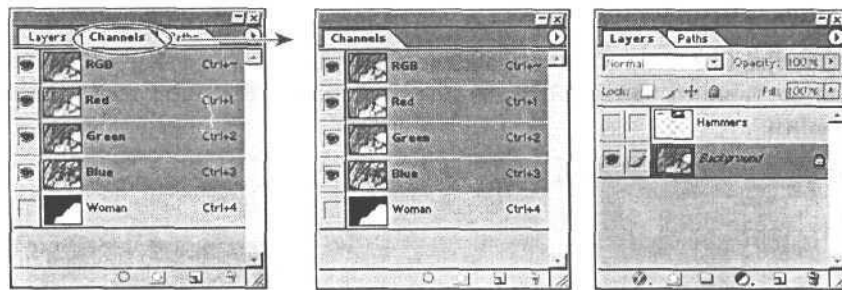 Layers Channels Paths
RGB Ctrl+~
Red Ctrl+1
Green Ctrl+2
Blue Ctrl+3
Woman Ctrl+4
Channels
RGB Ctrl+~
Red Ctrl+1
Green Ctrl+2
Blue Ctrl+3
Woman Ctrl+4
Layers Paths
Normal Opacity: 100%
Lock: Fill: 100%
Hammers
Background